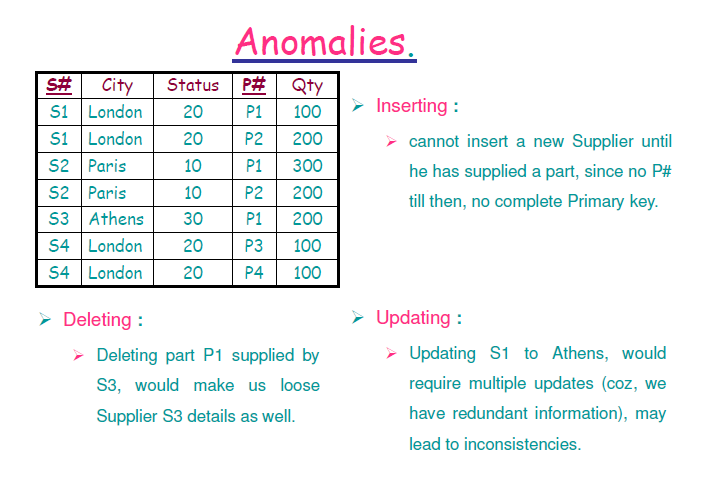 Anomalies.
S# City Status P# Qty
S1 London 20 P1 100
S1 London 20 P2 200
S2 Paris 10 P1 300
S2 Paris 10 P2 200
S3 Athens 30 P1 200
S4 London 20 P3 100
S4 London 20 P4 100
Inserting :
cannot insert a new Supplier until
he has supplied a part, since no P#
till then, no complete Primary key.
Deleting :
Deleting part P1 supplied by
S3, would make us loose
Supplier S3 details as well.
Updating :
Updating S1 to Athens, would
require multiple updates (coz, we
have redundant information), may
lead to inconsistencies.